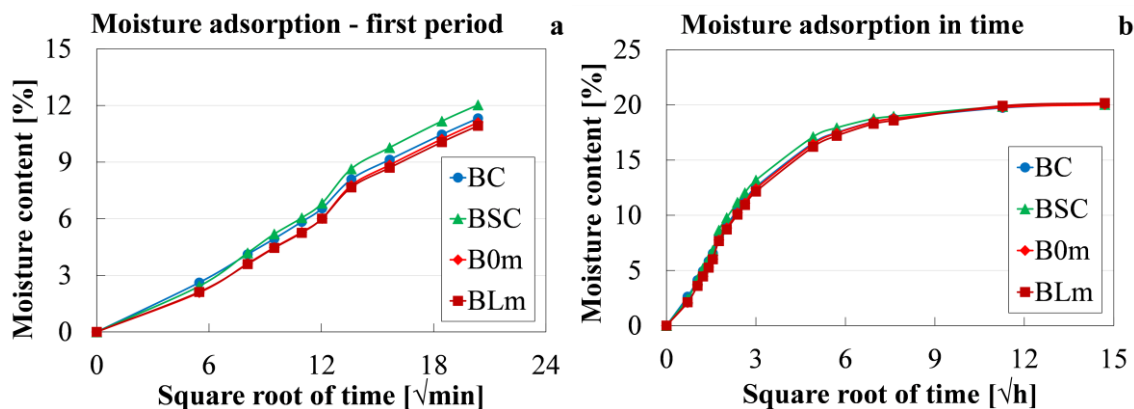 Moisture adsorption - first period
a
Moisture content [%]
15
12
9
6
3
0
0
6
12
18
24
Square root of time [√min]
BC
BSC
B0m
BLm
Moisture adsorption in time
b
Moisture content [%]
25
20
15
10
5
0
0
3
6
9
12
15
Square root of time [√h]
BC
BSC
B0m
BLm